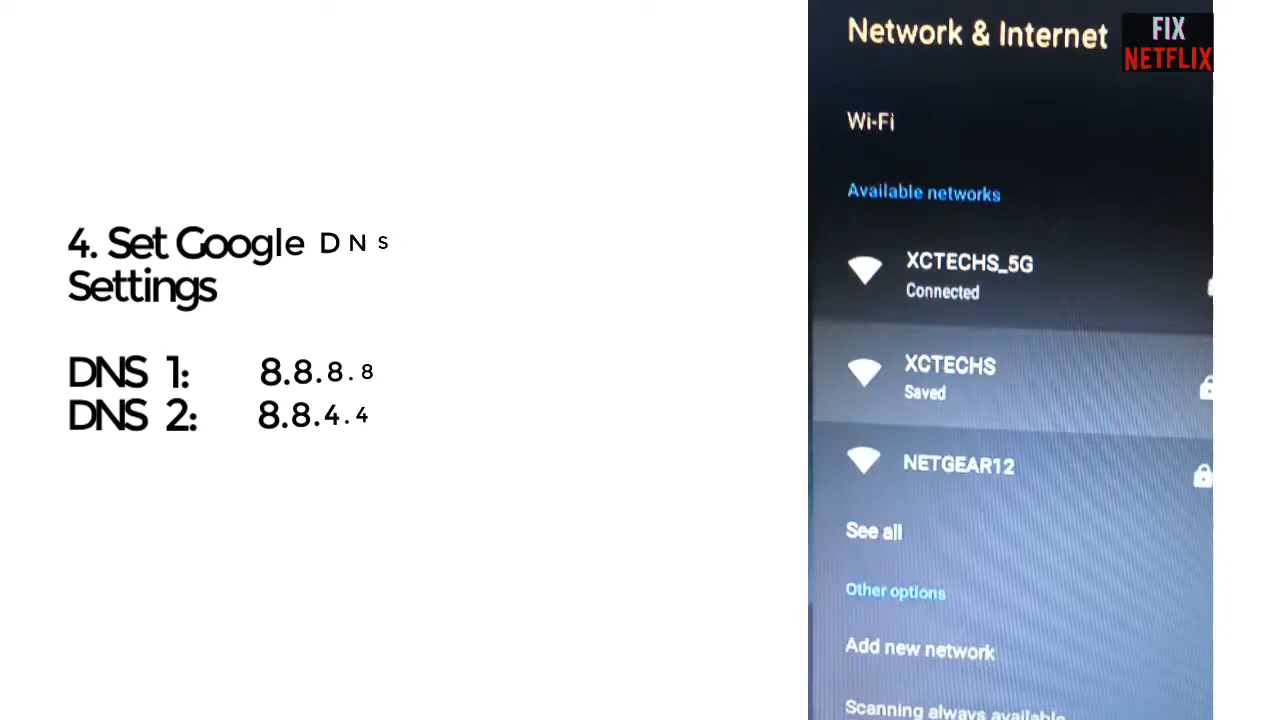 4. Set Google DNS
Settings
DNS 1: 8.8.8.8
DNS 2: 8.8.4.4
Network & Internet
FIX
NETFLIX
Wi-Fi
Available networks
XCTECHS_5G
Connected
XCTECHS
Saved
NETGEAR12
See all
Other options
Add new network
Scanning always available